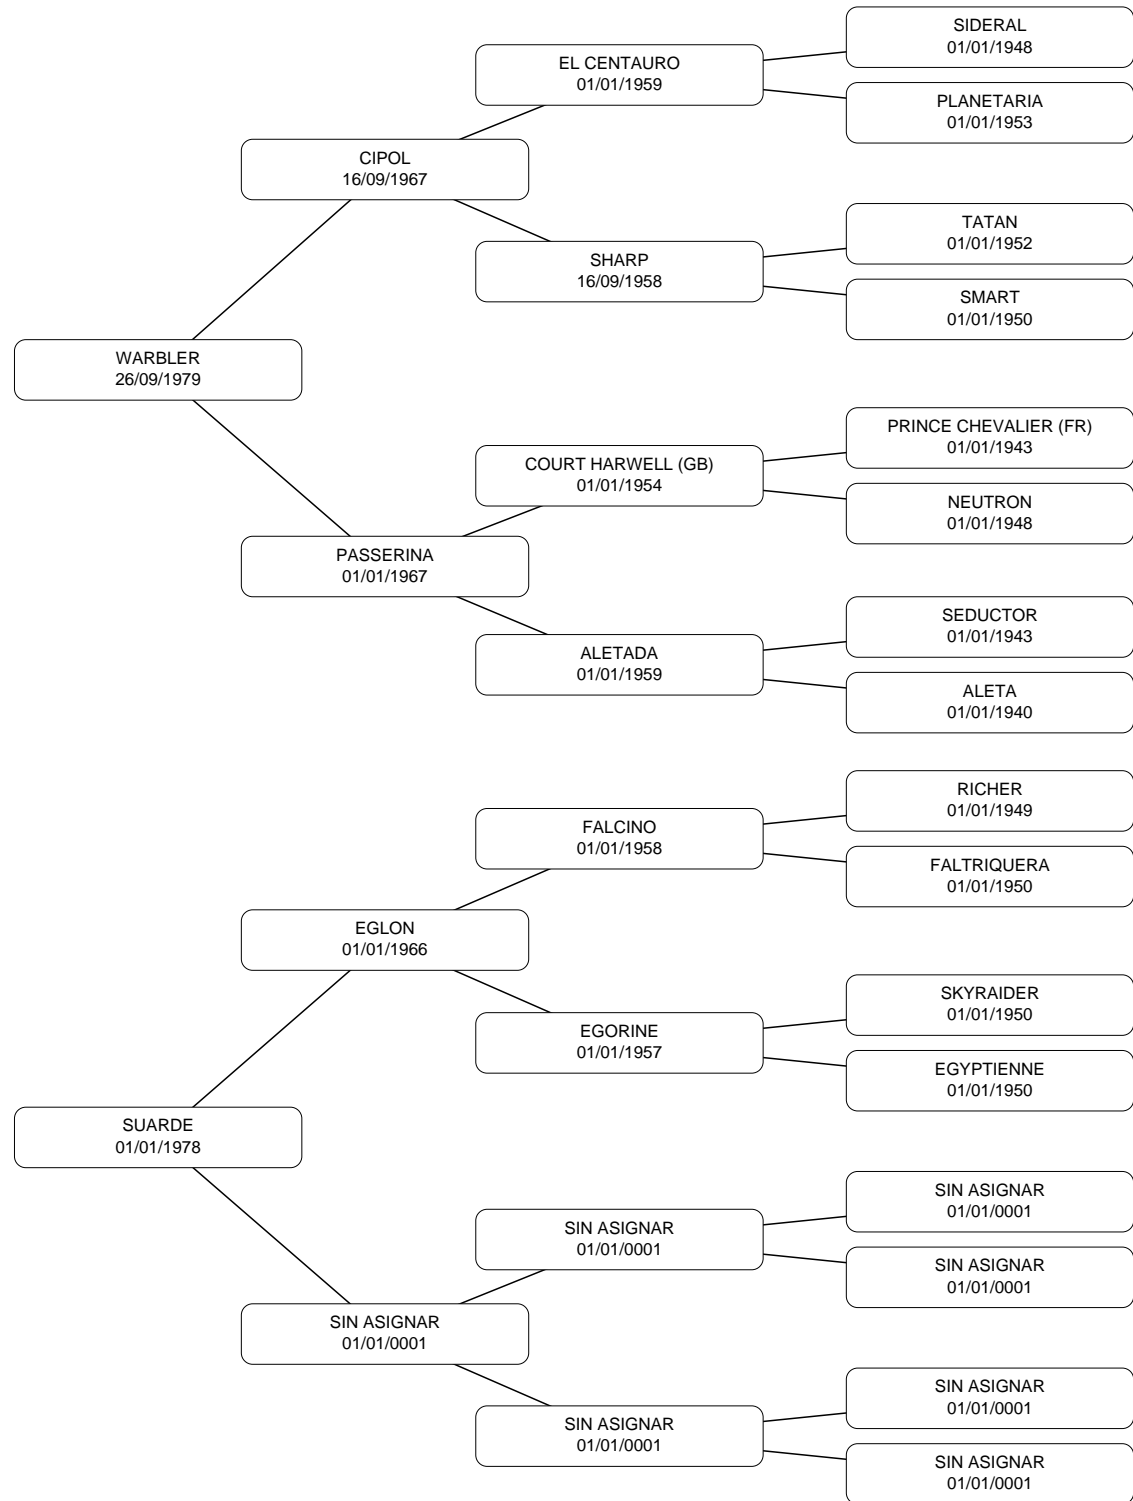 SIDERAL
01/01/1948
EL CENTAURO
01/01/1959
PLANETARIA
01/01/1953
CIPOL
16/09/1967
TATAN
01/01/1952
SHARP
16/09/1958
SMART
01/01/1950
WARBLER
26/09/1979
PRINCE CHEVALIER (FR)
01/01/1943
COURT HARWELL (GB)
01/01/1954
NEUTRON
01/01/1948
PASSERINA
01/01/1967
SEDUCTOR
01/01/1943
ALETADA
01/01/1959
ALETA
01/01/1940
RICHER
01/01/1949
FALCINO
01/01/1958
FALTRIQUERA
01/01/1950
EGLON
01/01/1966
SKYRAIDER
01/01/1950
EGORINE
01/01/1957
EGYPTIENNE
01/01/1950
SUARDE
01/01/1978
SIN ASIGNAR
01/01/0001
SIN ASIGNAR
01/01/0001
SIN ASIGNAR
01/01/0001
SIN ASIGNAR
01/01/0001
SIN ASIGNAR
01/01/0001
SIN ASIGNAR
01/01/0001
SIN ASIGNAR
01/01/0001